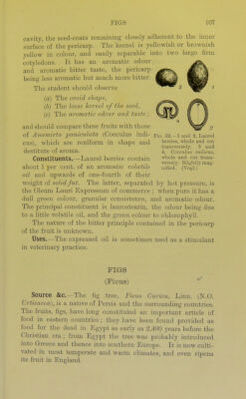 FIGS 107
cavity, the seed-coats remaining closely adherent to the inner
surface of the pericarp. The kernel is yellowish or brownish
yellow in colour, and easily separable into two large firm
cotyledons. It has an aromatic odour
and aromatic bitter taste, the pericarp
being less aromatic but much more bitter.
The student should observe
(a) The ovoid shape,
(b) The loose kernel of the seed,
(c) The aromatic odour and taste;
and should compare these fruits with those
of Anamirta paniculata (Cocculus indi-
cus), which are reniform in shape and
destitute of aroma.
Constituents.—Laurel berries contain
about 1 per cent. of an aromatic volatile
oil and upwards of one-fourth of their
weight of solid fat. The latter, separated by hot pressure, is
the Oleum Lauri Expressum of commerce; when pure it has a
dull green colour, granular consistence, and aromatic odour.
The principal constituent is laurostearin, the odour being due
to a little volatile oil, and the green colour to chlorophyll.
The nature of the bitter principle contained in the pericarp
of the fruit is unknown.
Uses.—The expressed oil is sometimes used as a stimulant
in veterinary practice.
berries, whole and cut
transversely. 3 and
4, Cocculus indicus,
whole and cut trans-
versely. Slightly mag-
nified. (Vogl.)
FIGS
(Ficus)
Source &c.—The fig tree, Ficus Carica, Linn. (N.O.
Urticaceæ), is a native of Persia and the surrounding countries.
The fruits, figs, have long constituted an important article of
food in eastern countries; they have been found provided as
food for the dead in Egypt as early as 2,400 years before the
Christian era; from Egypt the tree was probably introduced
into Greece and thence into southern Europe. It is now culti-
vated in most temperate and warm climates, and even ripens
its fruit in England.